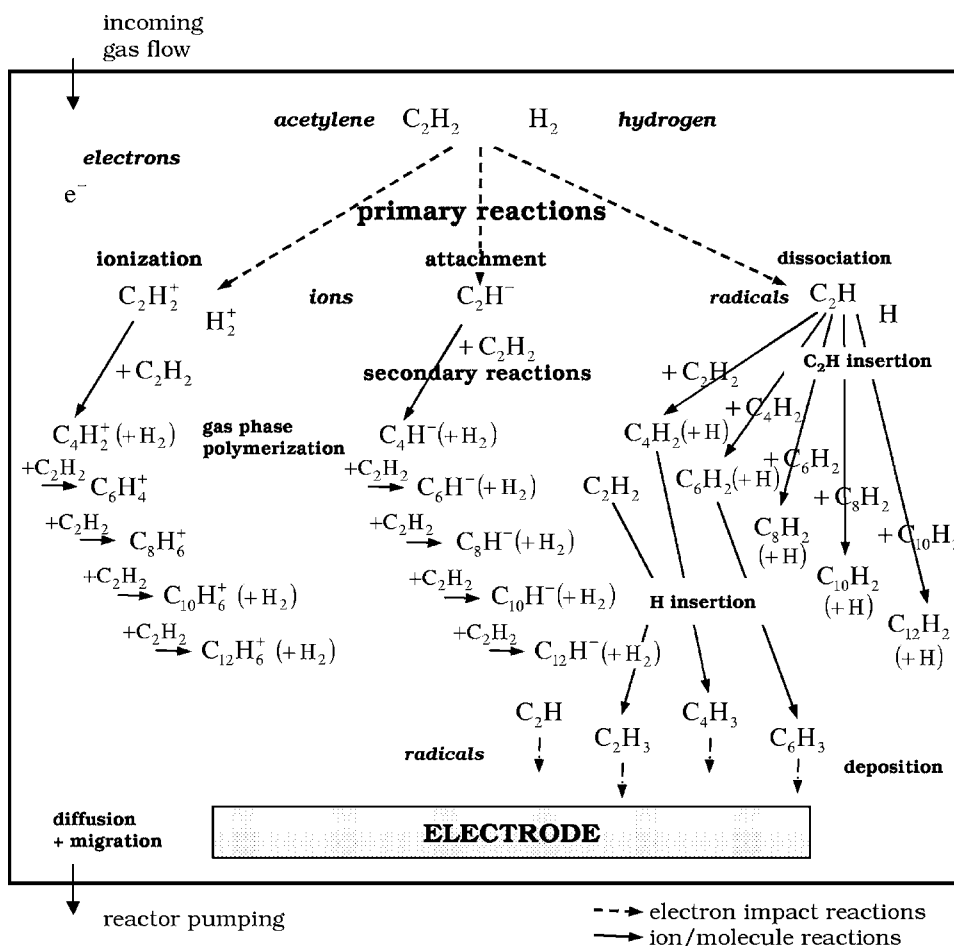 incoming
gas flow
acetylene C₂H₂ H₂ hydrogen
electrons
e⁻
primary reactions
ionization attachment dissociation
C₂H₂⁺ H₂⁺ ions C₂H⁻ radicals C₂H H
+ C₂H₂ + C₂H₂ + C₂H₂ C₂H insertion
secondary reactions
+ C₄H₂
C₄H₂⁺ (+ H₂) gas phase C₄H⁻(+ H₂) C₄H₂(+ H) + C₆H₂
polymerization
+C₂H₂ C₆H₄⁺ +C₂H₂ C₆H⁻(+ H₂) C₂H₂ C₆H₂(+ H) + C₈H₂
+C₂H₂ C₈H₆⁺ +C₂H₂ C₈H⁻(+ H₂) C₈H₂ + C₁₀H₂
(+ H)
+C₂H₂ C₁₀H₆⁺ (+ H₂) +C₂H₂ C₁₀H⁻(+ H₂) H insertion C₁₀H₂
(+ H)
+C₂H₂ C₁₂H₆⁺ (+ H₂) +C₂H₂ C₁₂H⁻(+ H₂) C₁₂H₂
(+ H)
C₂H C₄H₃
radicals C₂H₃ C₆H₃ deposition
diffusion
+ migration
ELECTRODE
reactor pumping
electron impact reactions
ion/molecule reactions